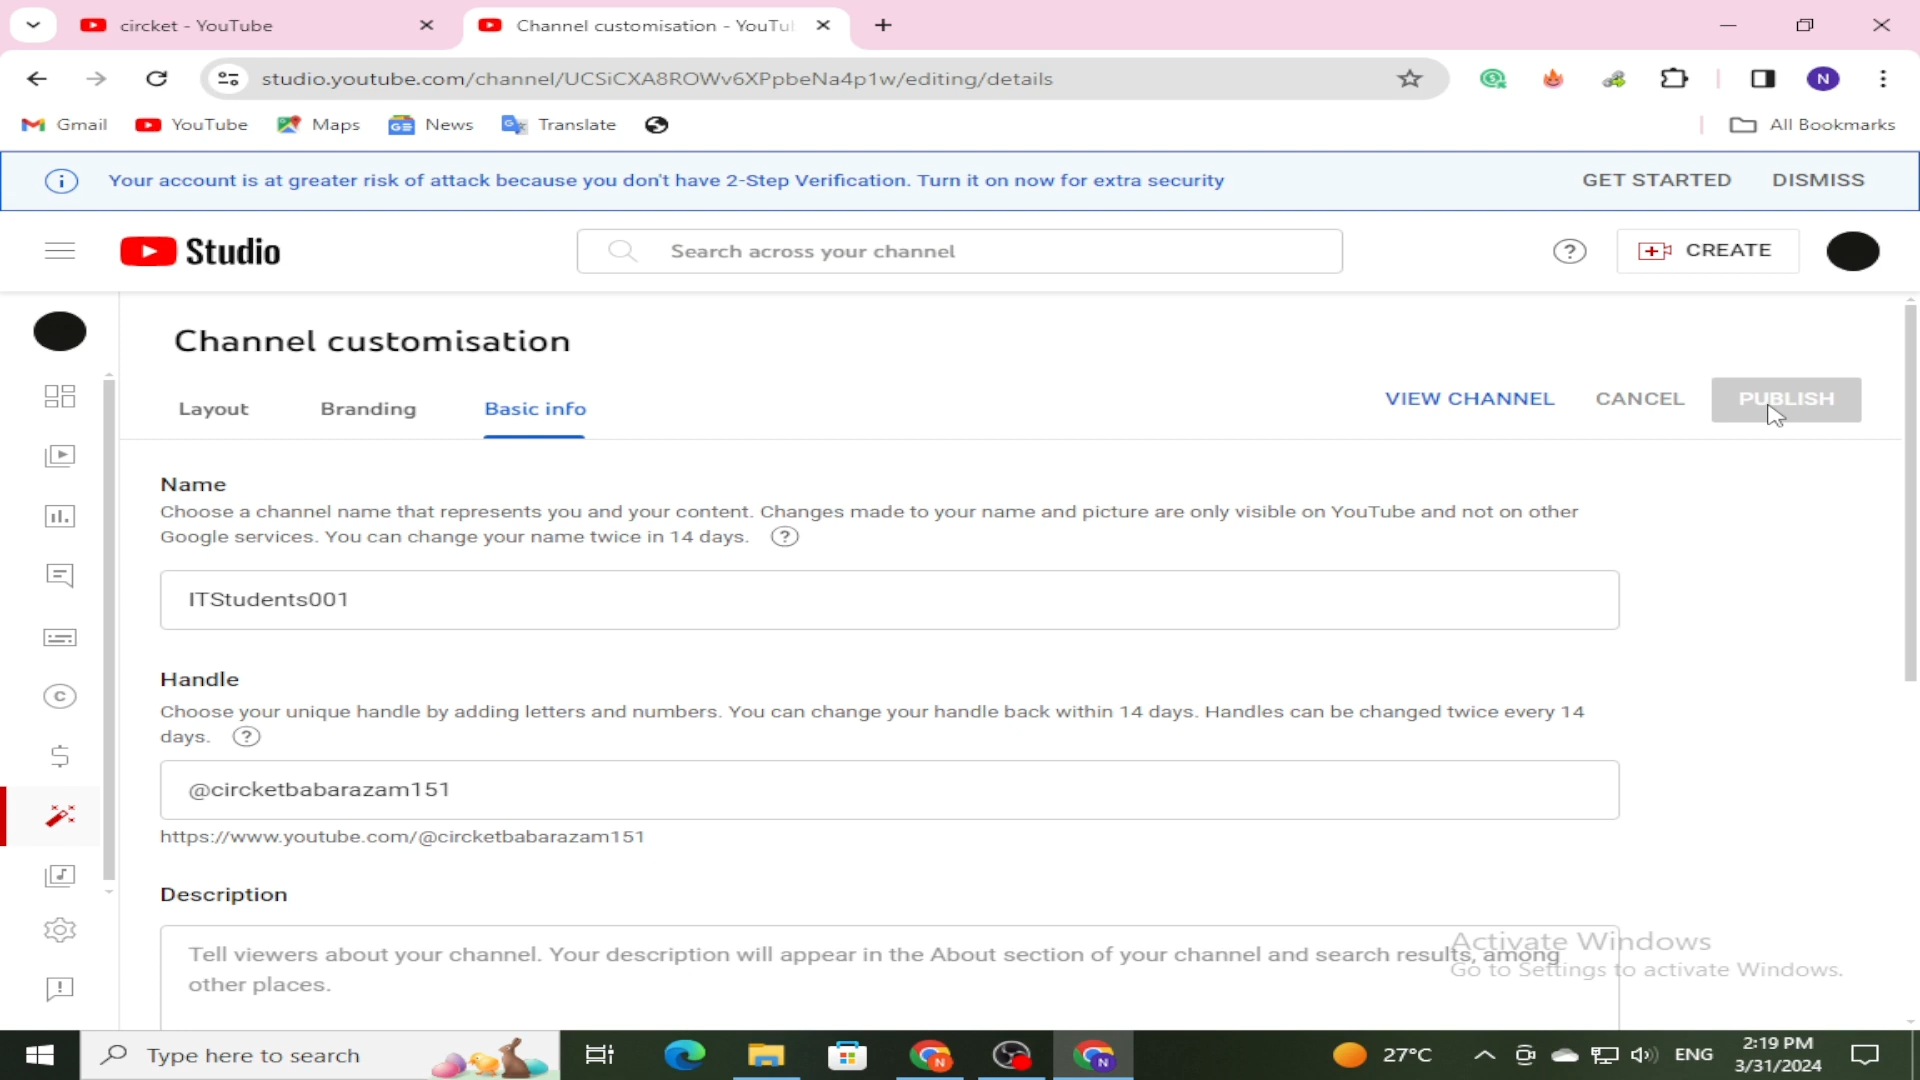 circket - YouTube
Channel customisation - YouTu
studio.youtube.com/channel/UCSiCXA8ROWv6XPpbeNa4p1w/editing/details
N
Gmail
YouTube
Maps
News
Translate
All Bookmarks
Your account is at greater risk of attack because you don't have 2-Step Verification. Turn it on now for extra security
GET STARTED
DISMISS
Studio
Search across your channel
CREATE
Channel customisation
Layout
Branding
Basic info
VIEW CHANNEL
CANCEL
PUBLISH
Name
Choose a channel name that represents you and your content. Changes made to your name and picture are only visible on YouTube and not on other
Google services. You can change your name twice in 14 days.
ITStudents001
Handle
Choose your unique handle by adding letters and numbers. You can change your handle back within 14 days. Handles can be changed twice every 14
days.
@circketbabarazam151
https://www.youtube.com/@circketbabarazam151
Description
Tell viewers about your channel. Your description will appear in the About section of your channel and search results, among
other places.
Activate Windows
Go to Settings to activate Windows.
Type here to search
27°C
ENG
2:19 PM
3/31/2024